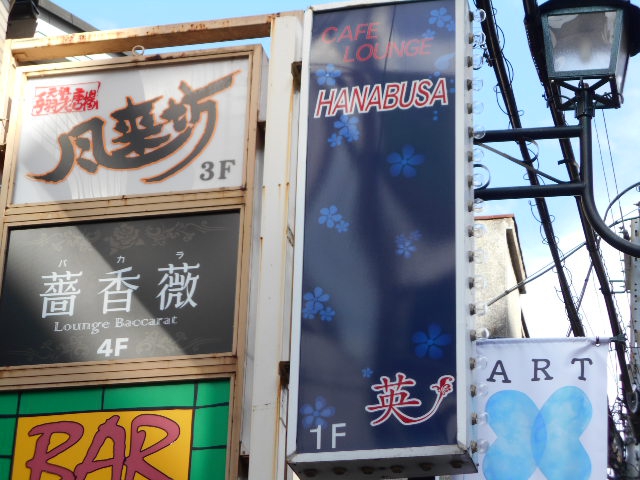 風来坊
3F
バカラ
薔香薇
Lounge Baccarat
4F
BAR
CAFE
LOUNGE
HANABUSA
英
1F
ART